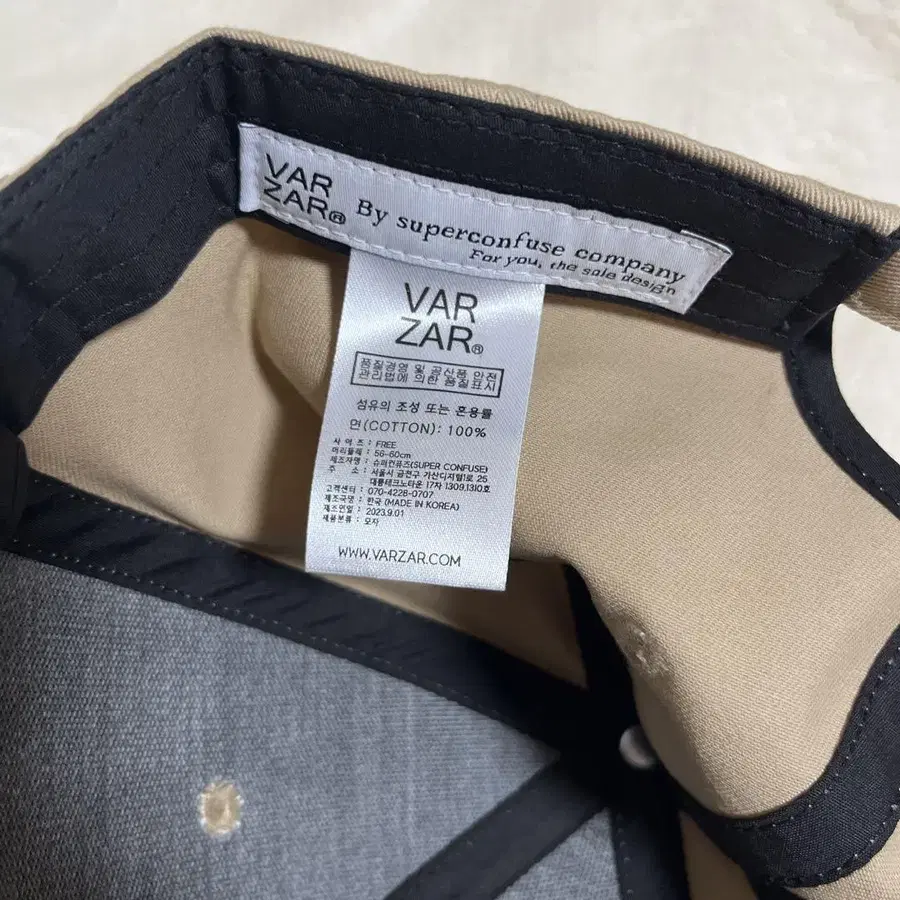 VAR
ZAR®
By superconfuse company
For you, the sole design
VAR
ZAR®
품질경영 및 공산품 안전
관리법에 의한 품질 표시
섬유의 조성 또는 혼용률
면(COTTON): 100%
사 이 즈 : FREE
머리둘레 : 56-60cm
제조자명 : 슈퍼컨퓨즈(SUPER CONFUSE)
주 소 : 서울시 금천구 가산디지털1로 25
대륭테크노타운 17차 1309,1310호
고객센터 : 070-4228-0707
제조국명 : 한국 (MADE IN KOREA)
제조연월 : 2023.9.01
제품분류 : 모자
WWW.VARZAR.COM